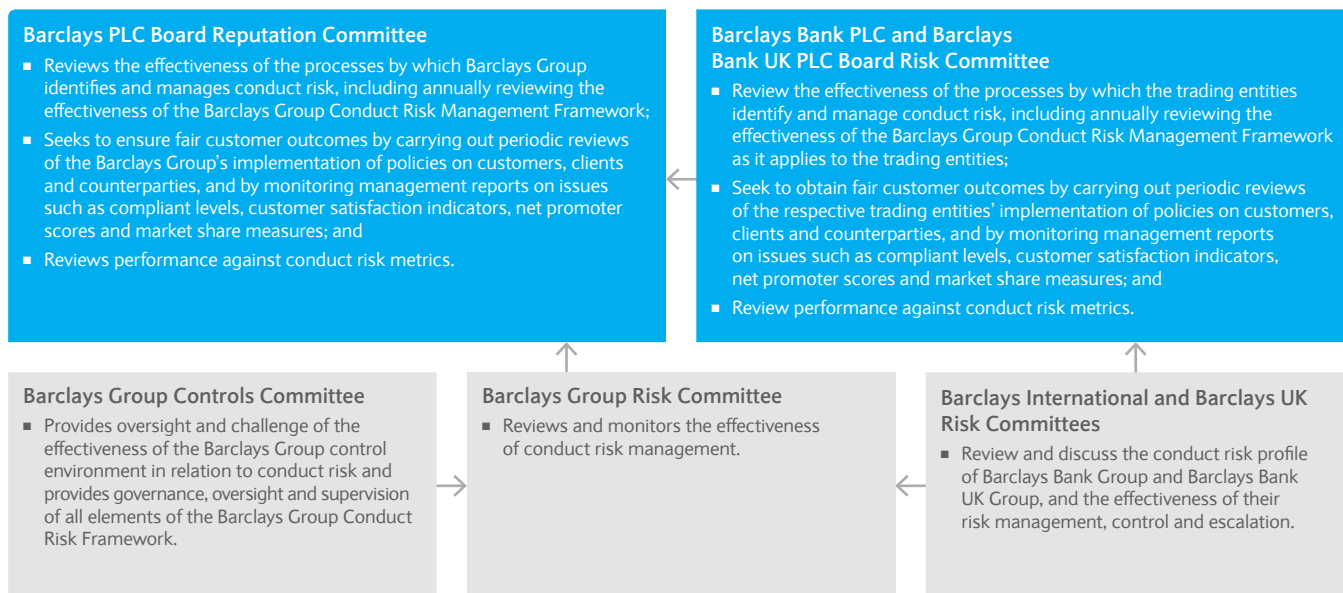 Barclays PLC Board Reputation Committee
■ Reviews the effectiveness of the processes by which Barclays Group
identifies and manages conduct risk, including annually reviewing the
effectiveness of the Barclays Group Conduct Risk Management Framework;
■ Seeks to ensure fair customer outcomes by carrying out periodic reviews
of the Barclays Group's implementation of policies on customers, clients
and counterparties, and by monitoring management reports on issues
such as compliant levels, customer satisfaction indicators, net promoter
scores and market share measures; and
■ Reviews performance against conduct risk metrics.
Barclays Bank PLC and Barclays
Bank UK PLC Board Risk Committee
■ Review the effectiveness of the processes by which the trading entities
identify and manage conduct risk, including annually reviewing the
effectiveness of the Barclays Group Conduct Risk Management Framework
as it applies to the trading entities;
■ Seek to obtain fair customer outcomes by carrying out periodic reviews
of the respective trading entities' implementation of policies on customers,
clients and counterparties, and by monitoring management reports
on issues such as compliant levels, customer satisfaction indicators,
net promoter scores and market share measures; and
■ Review performance against conduct risk metrics.
Barclays Group Controls Committee
■ Provides oversight and challenge of the
effectiveness of the Barclays Group control
environment in relation to conduct risk and
provides governance, oversight and supervision
of all elements of the Barclays Group Conduct
Risk Framework.
Barclays Group Risk Committee
■ Reviews and monitors the effectiveness
of conduct risk management.
Barclays International and Barclays UK
Risk Committees
■ Review and discuss the conduct risk profile
of Barclays Bank Group and Barclays Bank
UK Group, and the effectiveness of their
risk management, control and escalation.